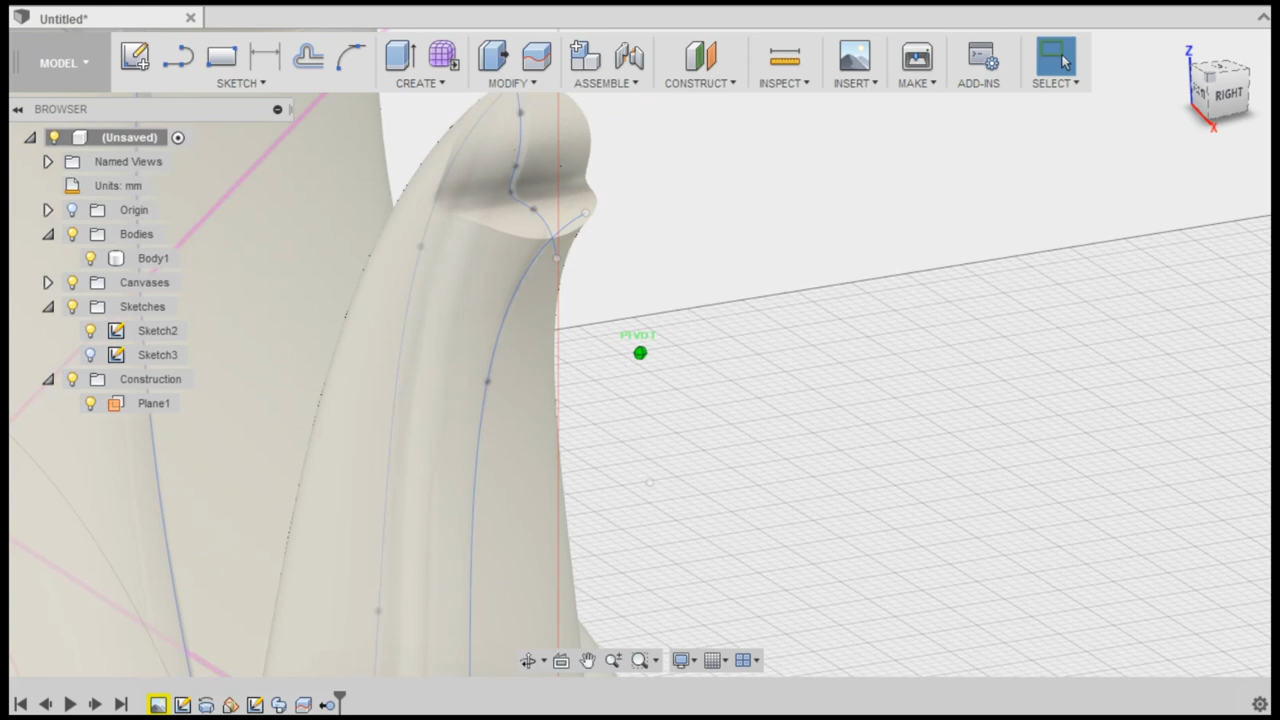 Untitled*
MODEL
SKETCH
CREATE
MODIFY
ASSEMBLE
CONSTRUCT
INSPECT
INSERT
MAKE
ADD-INS
SELECT
Z
RIGHT
X
BROWSER
(Unsaved)
Named Views
Units: mm
Origin
Bodies
Body1
Canvases
Sketches
Sketch2
Sketch3
Construction
Plane1
PIVOT